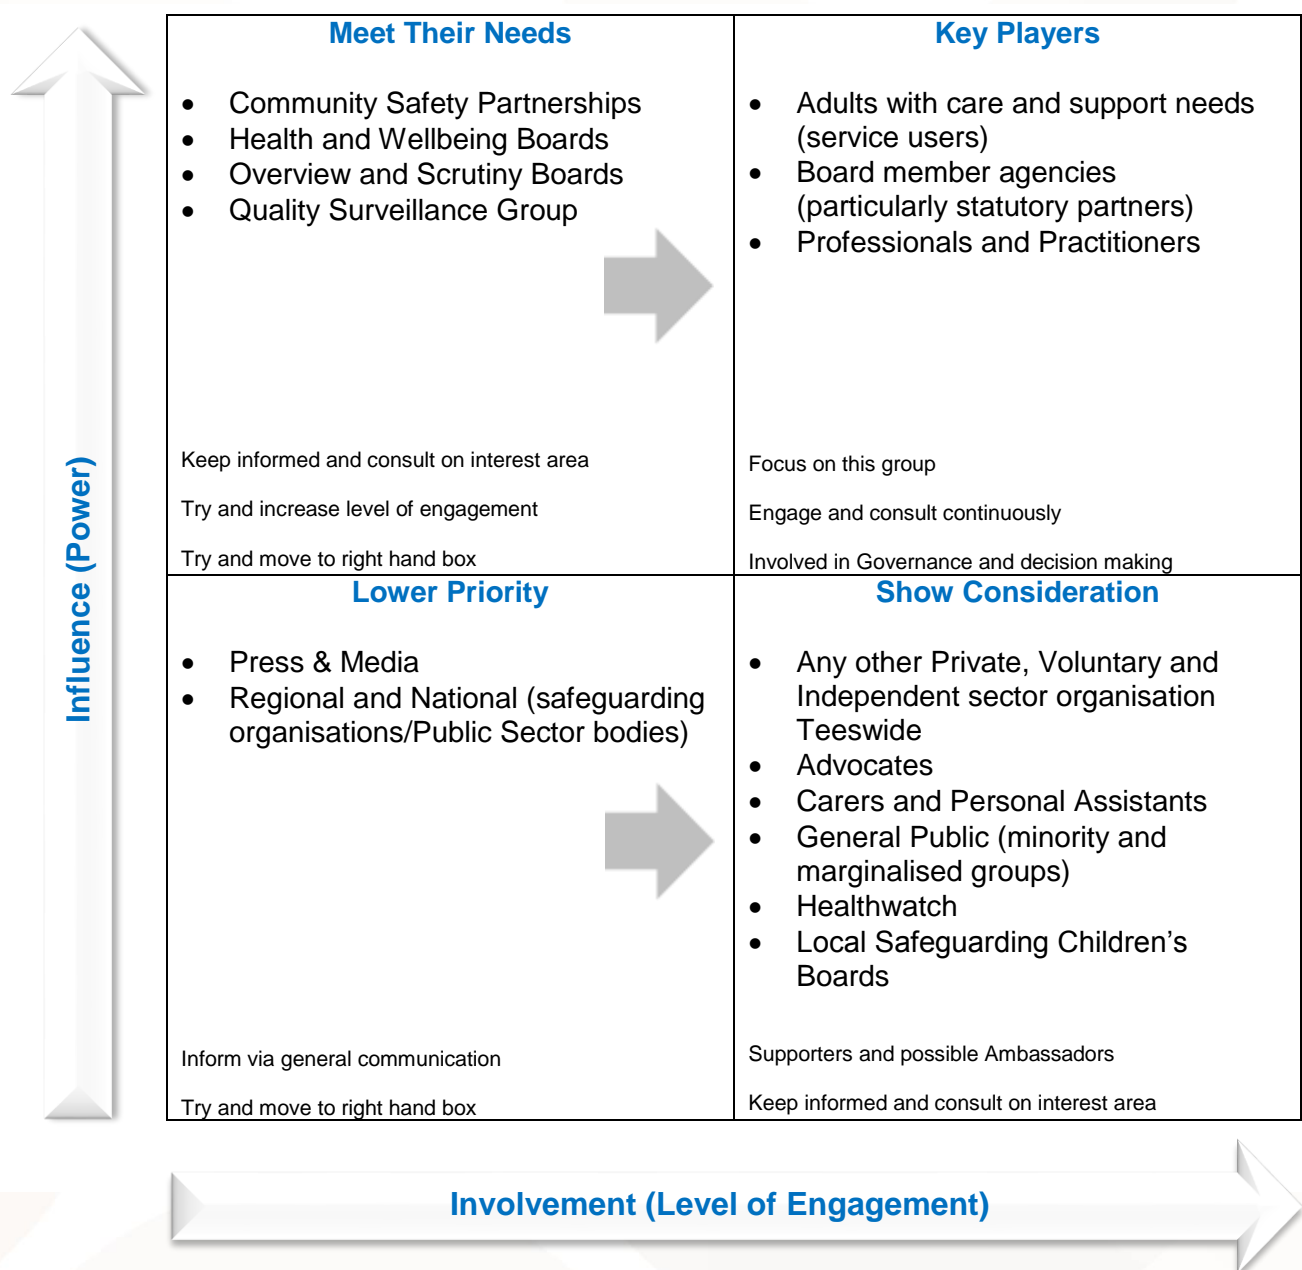 Meet Their Needs
• Community Safety Partnerships
• Health and Wellbeing Boards
• Overview and Scrutiny Boards
• Quality Surveillance Group
Keep informed and consult on interest area
Try and increase level of engagement
Try and move to right hand box
Key Players
• Adults with care and support needs
(service users)
• Board member agencies
(particularly statutory partners)
• Professionals and Practitioners
Focus on this group
Engage and consult continuously
Involved in Governance and decision making
Influence (Power)
Lower Priority
• Press & Media
• Regional and National (safeguarding
organisations/Public Sector bodies)
Inform via general communication
Try and move to right hand box
Show Consideration
• Any other Private, Voluntary and
Independent sector organisation
Teeswide
• Advocates
• Carers and Personal Assistants
• General Public (minority and
marginalised groups)
• Healthwatch
• Local Safeguarding Children’s
Boards
Supporters and possible Ambassadors
Keep informed and consult on interest area
Involvement (Level of Engagement)